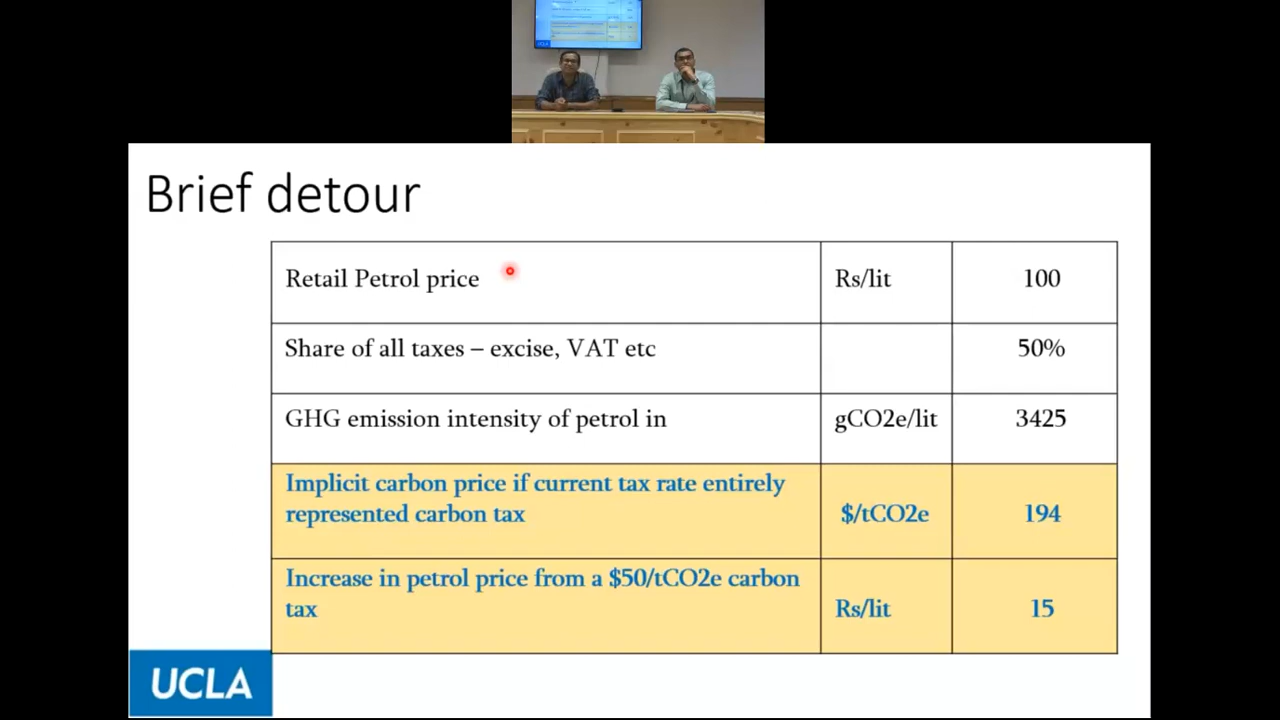 Brief detour
Retail Petrol price Rs/lit 100
Share of all taxes – excise, VAT etc 50%
GHG emission intensity of petrol in gCO2e/lit 3425
Implicit carbon price if current tax rate entirely
represented carbon tax $/tCO2e 194
Increase in petrol price from a $50/tCO2e carbon
tax Rs/lit 15
UCLA